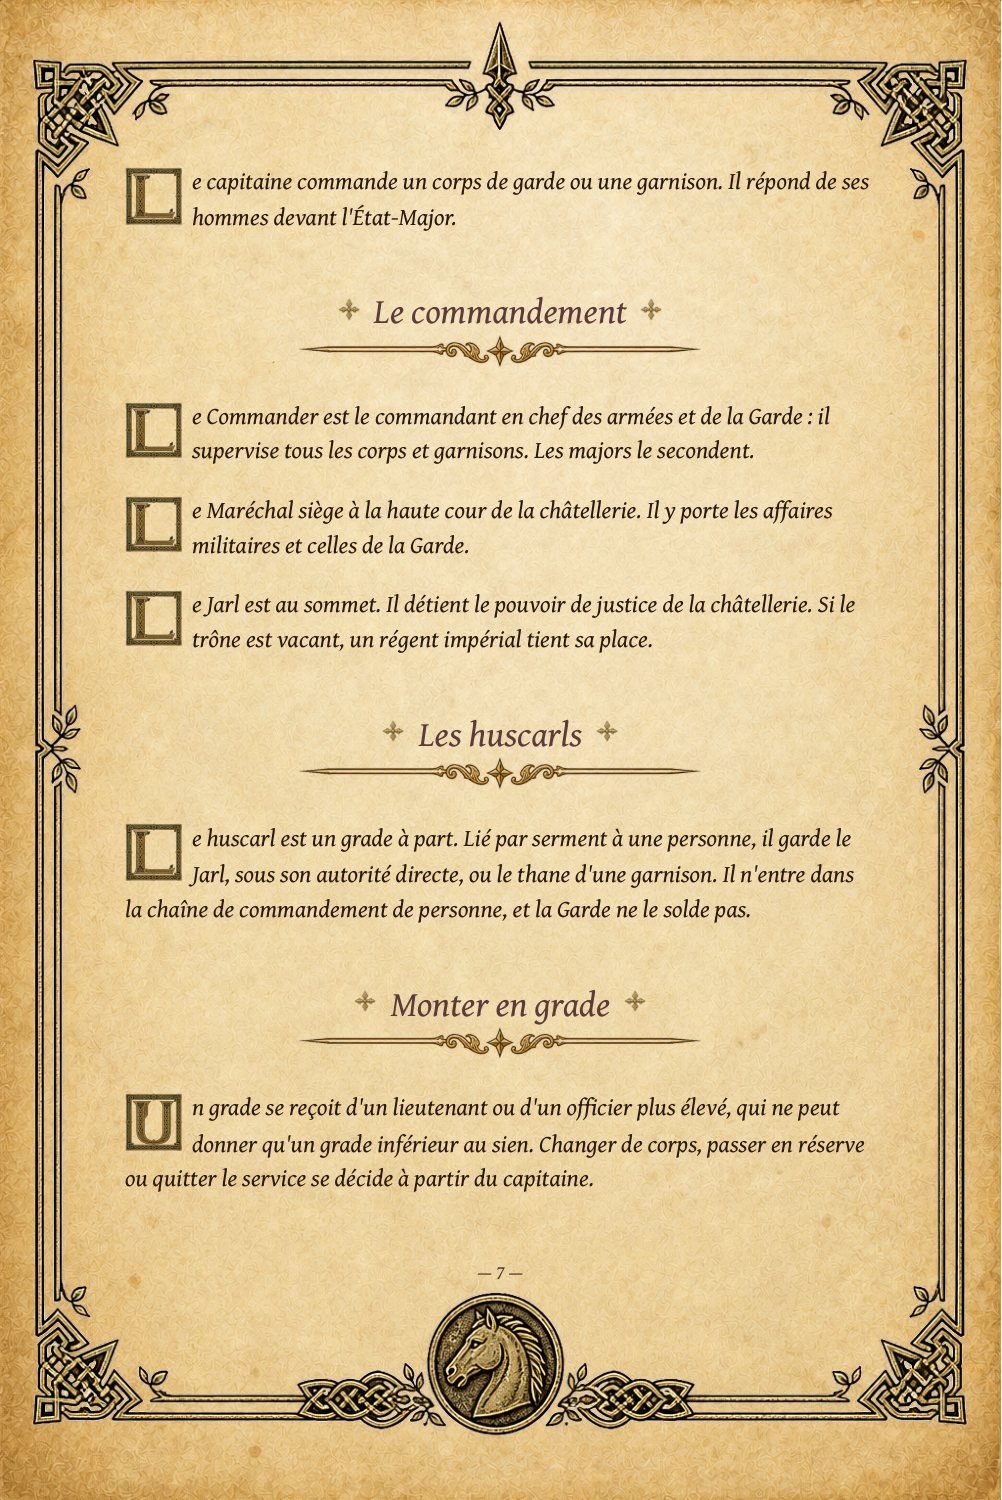 Le capitaine commande un corps de garde ou une garnison. Il répond de ses
hommes devant l'État-Major.
Le commandement
Le Commander est le commandant en chef des armées et de la Garde : il
supervise tous les corps et garnisons. Les majors le secondent.
Le Maréchal siège à la haute cour de la châtellerie. Il y porte les affaires
militaires et celles de la Garde.
Le Jarl est au sommet. Il détient le pouvoir de justice de la châtellerie. Si le
trône est vacant, un régent impérial tient sa place.
Les huscarls
Le huscarl est un grade à part. Lié par serment à une personne, il garde le
Jarl, sous son autorité directe, ou le thane d'une garnison. Il n'entre dans
la chaîne de commandement de personne, et la Garde ne le solde pas.
Monter en grade
Un grade se reçoit d'un lieutenant ou d'un officier plus élevé, qui ne peut
donner qu'un grade inférieur au sien. Changer de corps, passer en réserve
ou quitter le service se décide à partir du capitaine.
— 7 —